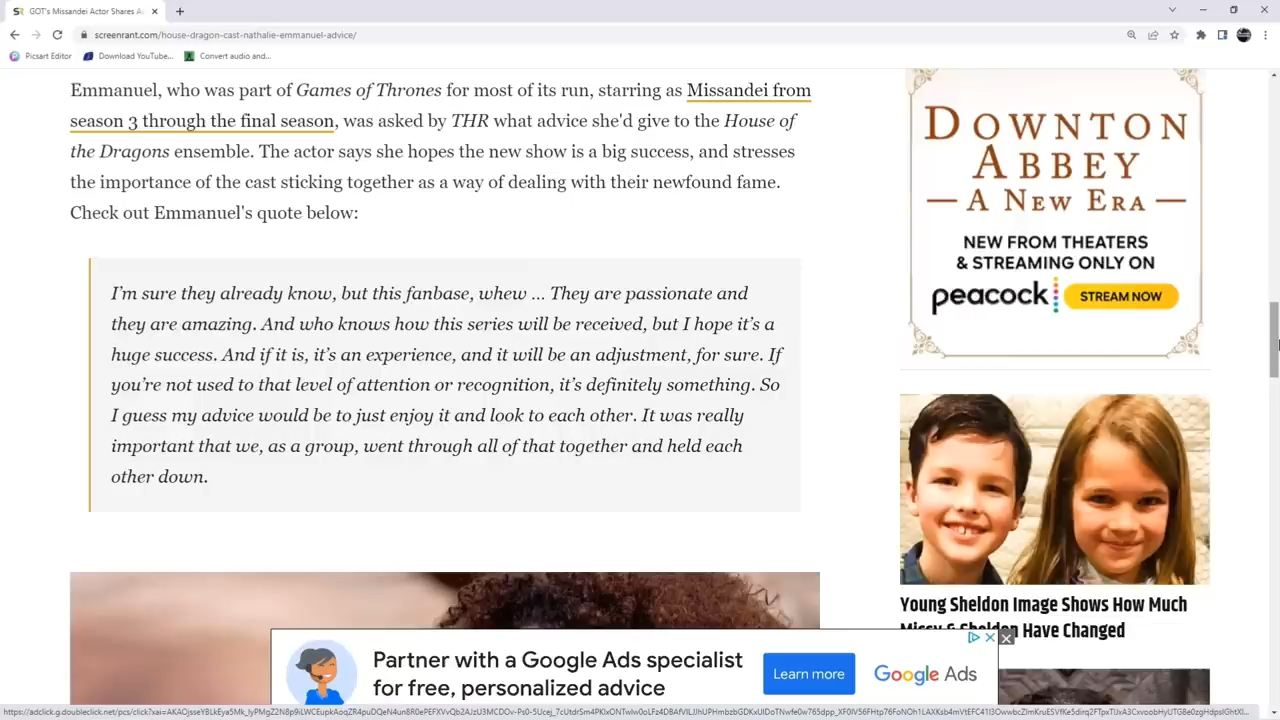 GOT's Missandei Actor Shares A
screenrant.com/house-dragon-cast-nathalie-emmanuel-advice/
Picsart Editor
Download YouTube...
Convert audio and...
Emmanuel, who was part of Games of Thrones for most of its run, starring as Missandei from
season 3 through the final season, was asked by THR what advice she'd give to the House of
the Dragons ensemble. The actor says she hopes the new show is a big success, and stresses
the importance of the cast sticking together as a way of dealing with their newfound fame.
Check out Emmanuel's quote below:
I'm sure they already know, but this fanbase, whew ... They are passionate and
they are amazing. And who knows how this series will be received, but I hope it's a
huge success. And if it is, it's an experience, and it will be an adjustment, for sure. If
you're not used to that level of attention or recognition, it's definitely something. So
I guess my advice would be to just enjoy it and look to each other. It was really
important that we, as a group, went through all of that together and held each
other down.
DOWNTON
ABBEY
— A NEW ERA —
NEW FROM THEATERS
& STREAMING ONLY ON
peacock
STREAM NOW
Young Sheldon Image Shows How Much
Missy & Sheldon Have Changed
Partner with a Google Ads specialist
for free, personalized advice
Learn more
Google Ads